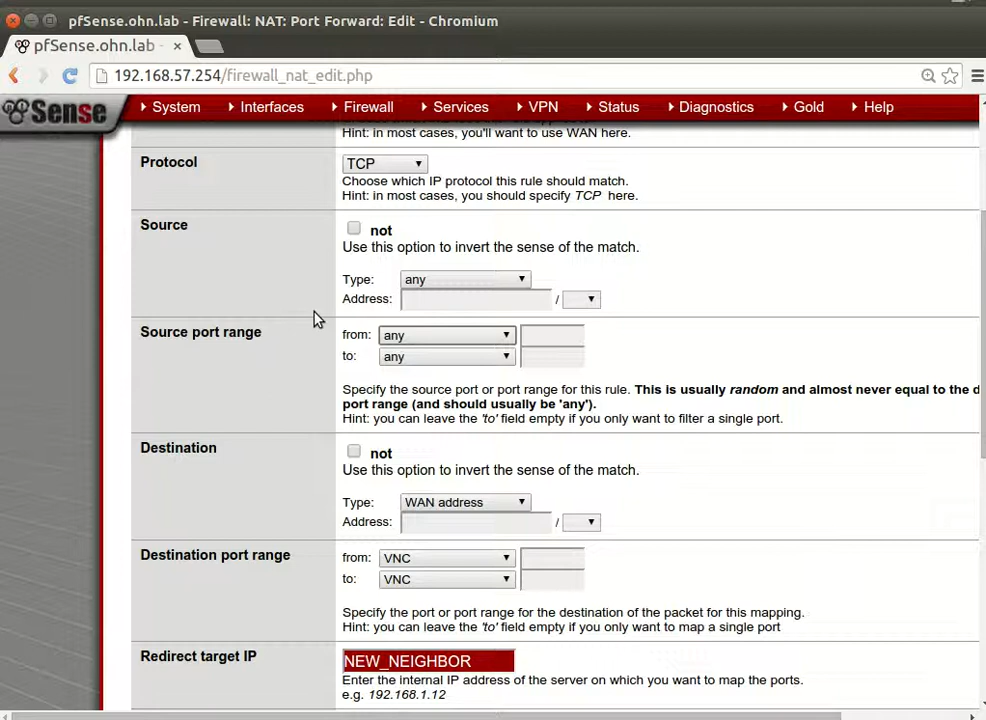 pfSense.ohn.lab - Firewall: NAT: Port Forward: Edit - Chromium
pfSense.ohn.lab -
192.168.57.254/firewall_nat_edit.php
Sense System Interfaces Firewall Services VPN Status Diagnostics Gold Help
Hint: in most cases, you'll want to use WAN here.
Protocol
TCP
Choose which IP protocol this rule should match.
Hint: in most cases, you should specify TCP here.
Source
not
Use this option to invert the sense of the match.
Type: any
Address: /
Source port range
from: any
to: any
Specify the source port or port range for this rule. This is usually random and almost never equal to the d
port range (and should usually be 'any').
Hint: you can leave the 'to' field empty if you only want to filter a single port.
Destination
not
Use this option to invert the sense of the match.
Type: WAN address
Address: /
Destination port range
from: VNC
to: VNC
Specify the port or port range for the destination of the packet for this mapping.
Hint: you can leave the 'to' field empty if you only want to map a single port
Redirect target IP
NEW_NEIGHBOR
Enter the internal IP address of the server on which you want to map the ports.
e.g. 192.168.1.12